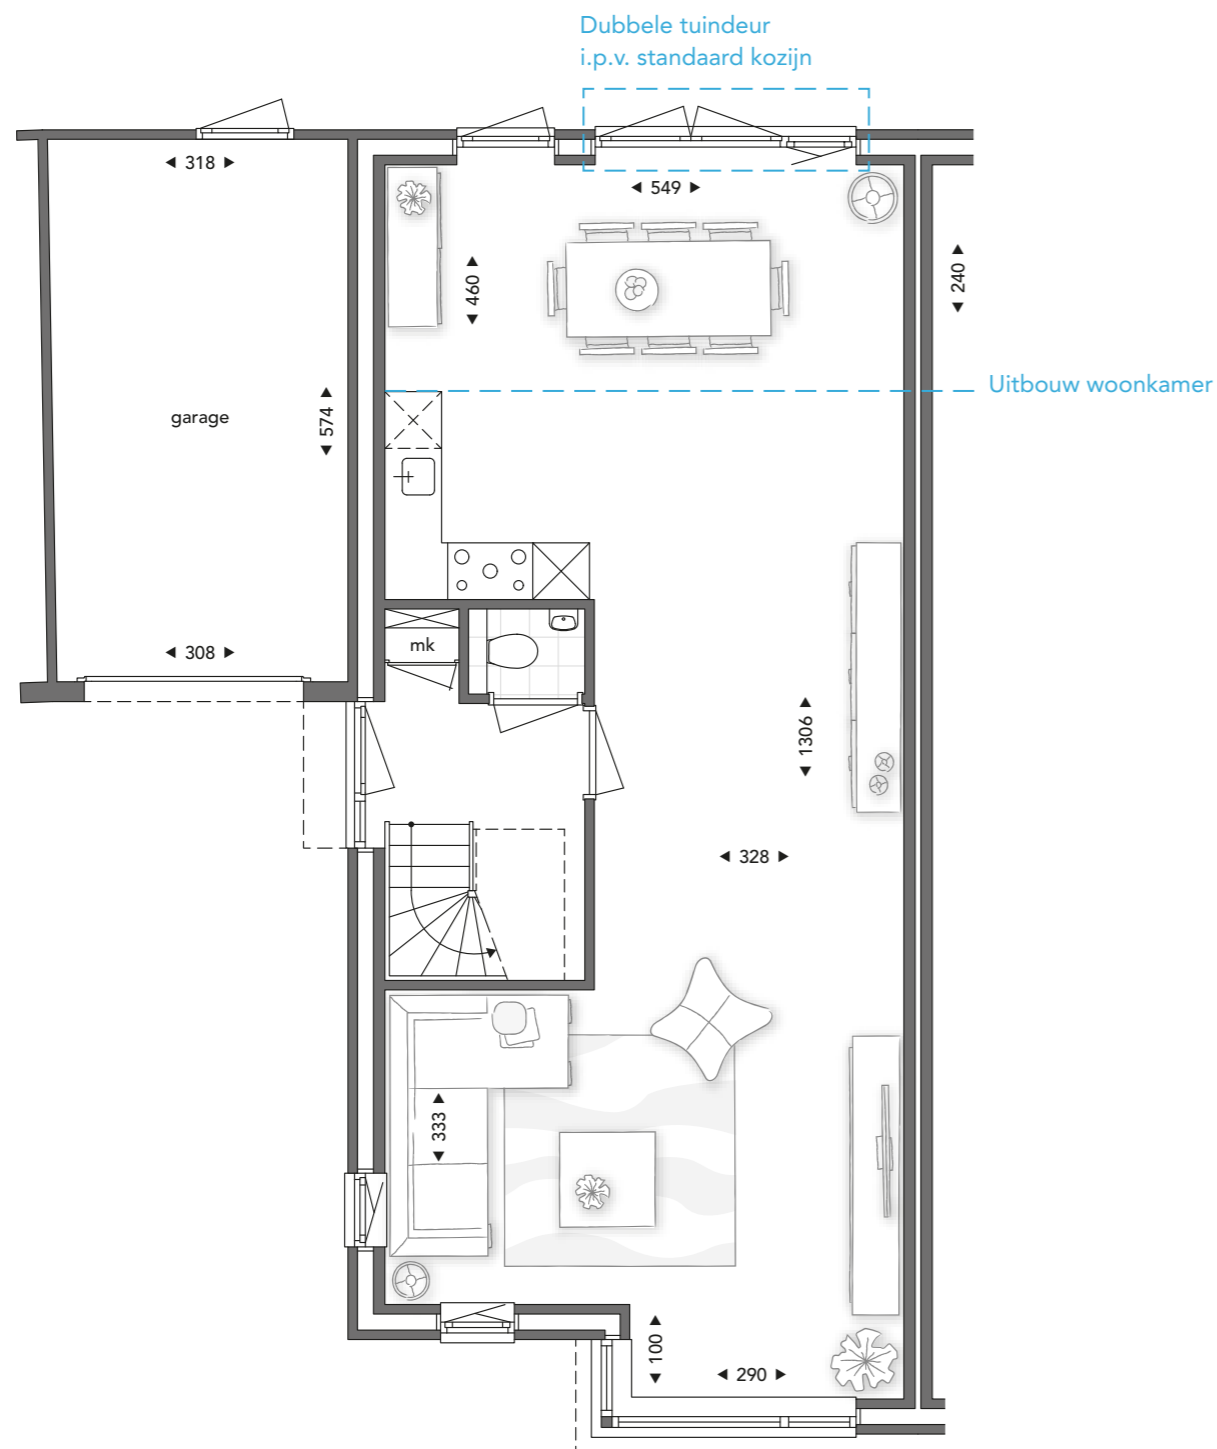 Dubbele tuindeur
i.p.v. standaard kozijn
318
549
460
240
Uitbouw woonkamer
574
garage
mk
308
1306
328
333
100
290